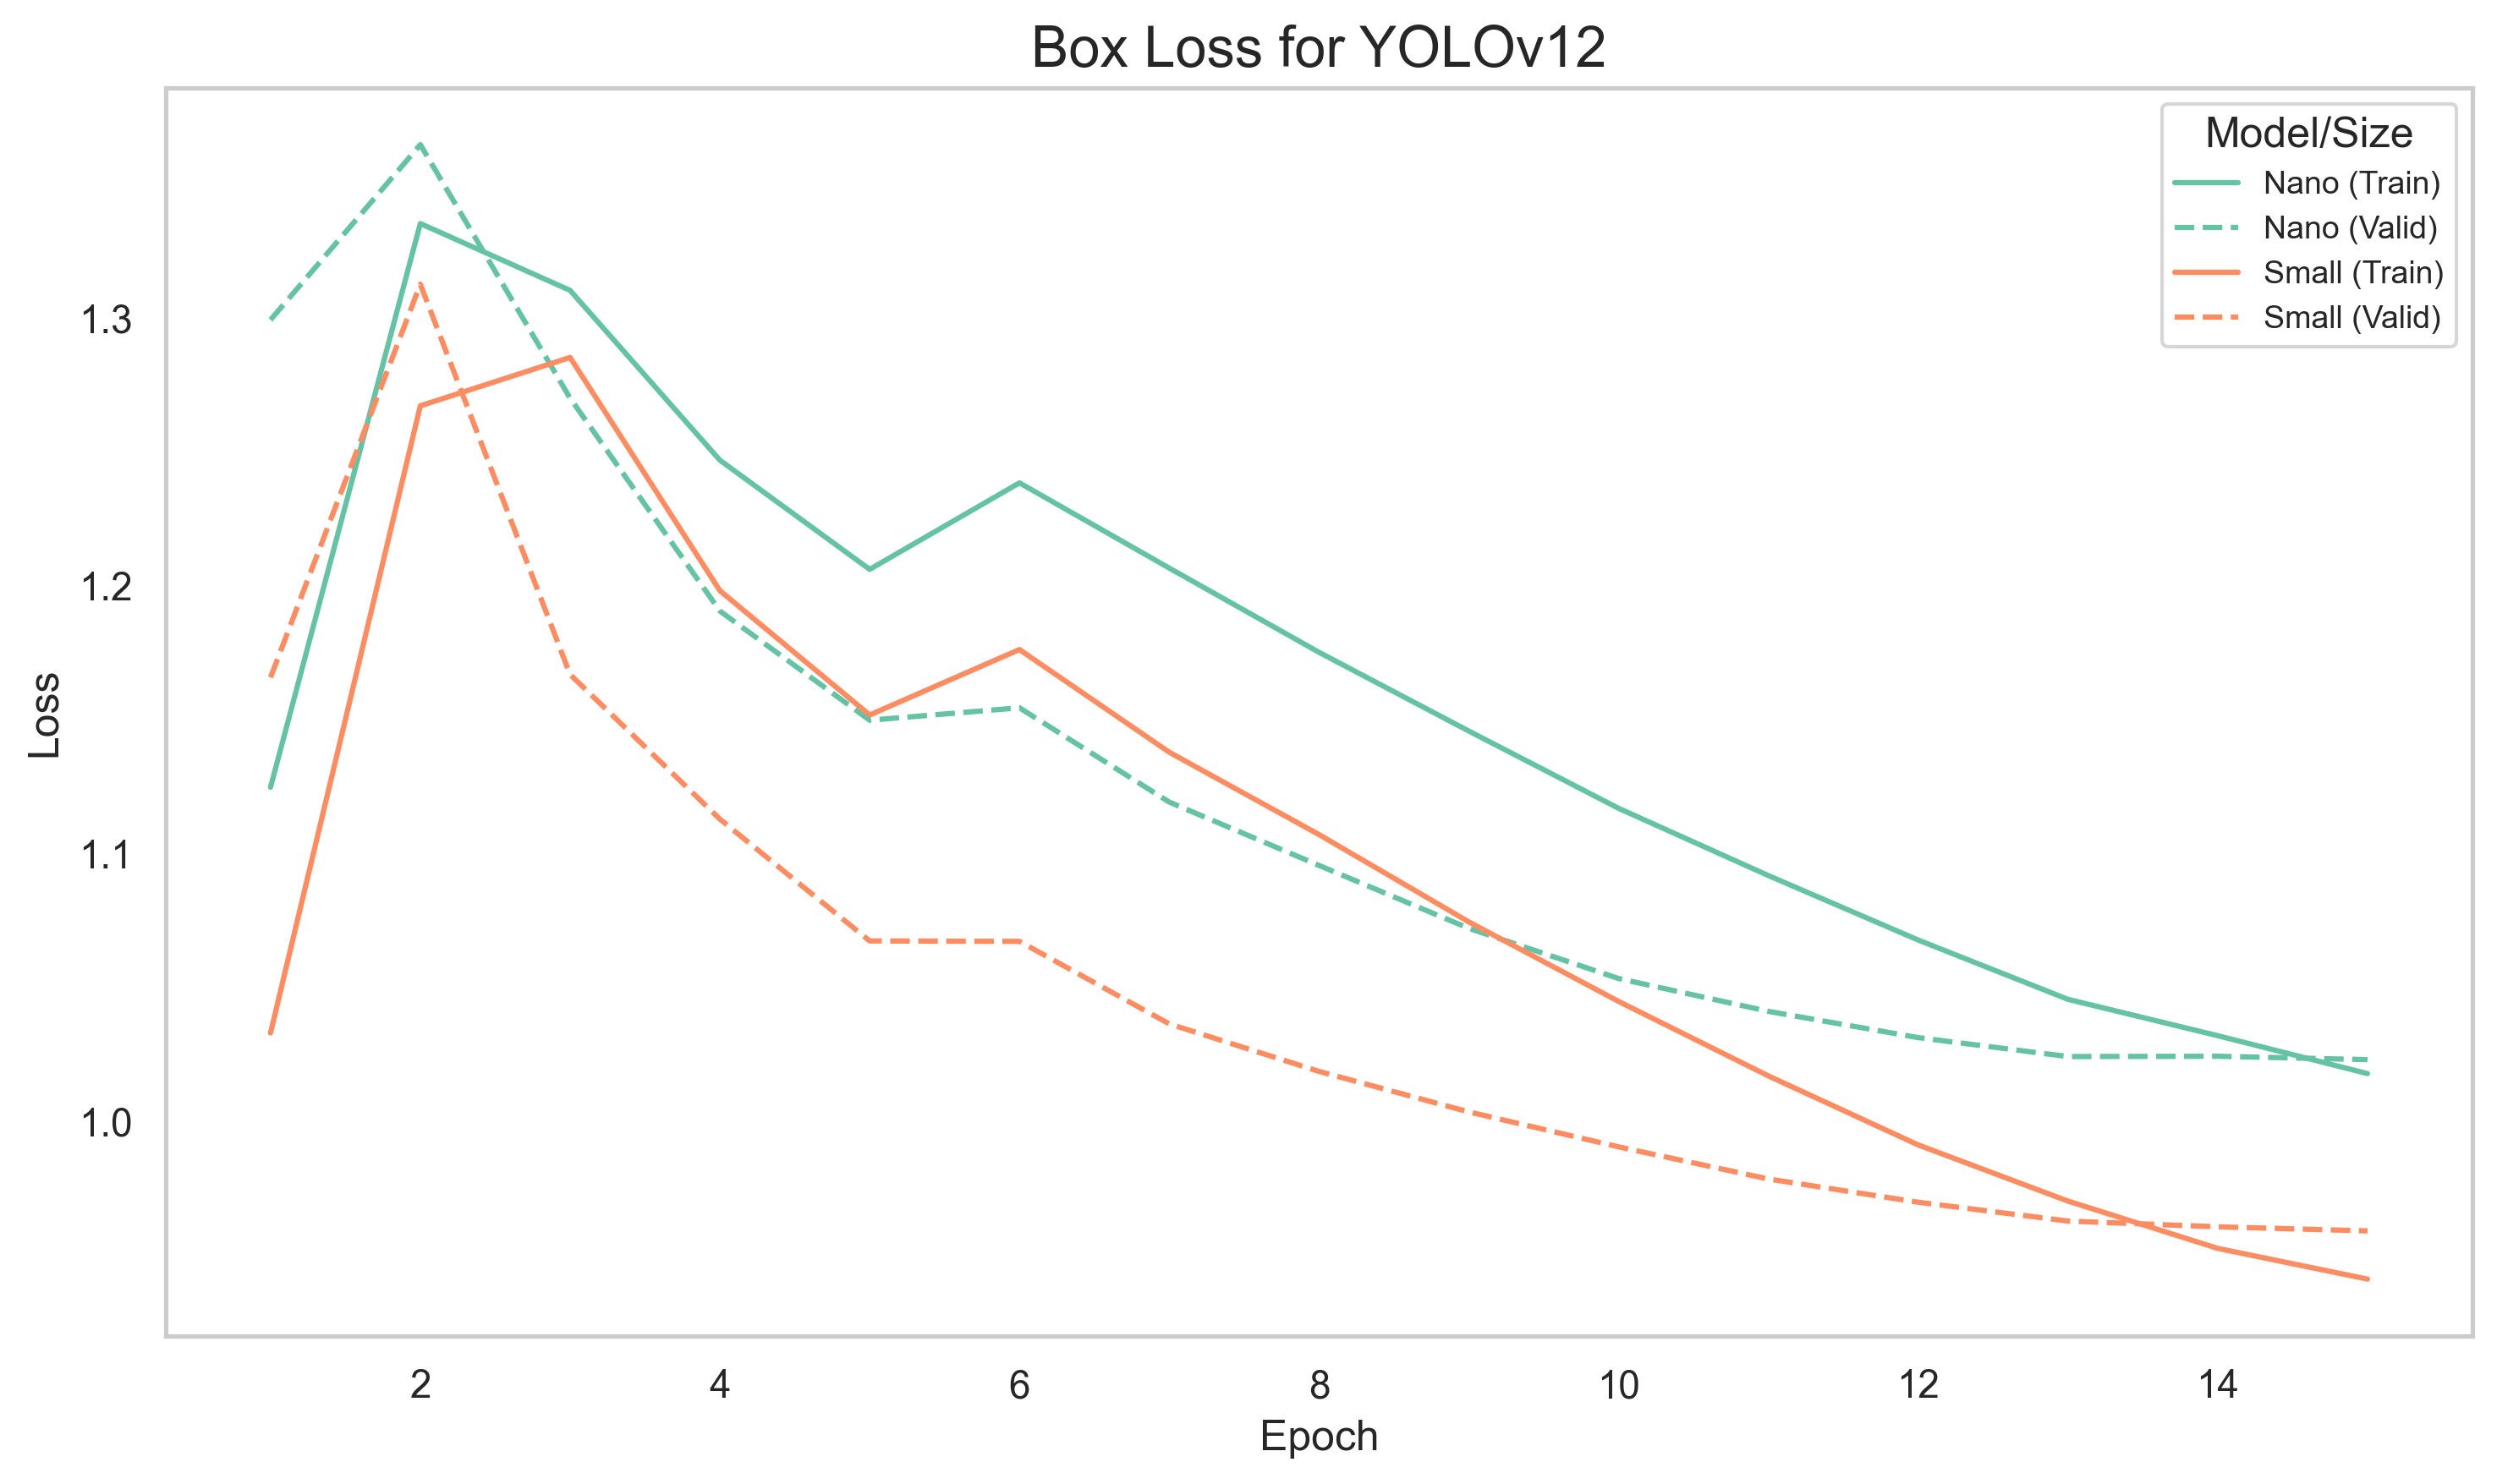 Box Loss for YOLOv12
Model/Size
Nano (Train)
Nano (Valid)
Small (Train)
Small (Valid)
Loss
1.3
1.2
1.1
1.0
2 4 6 8 10 12 14
Epoch